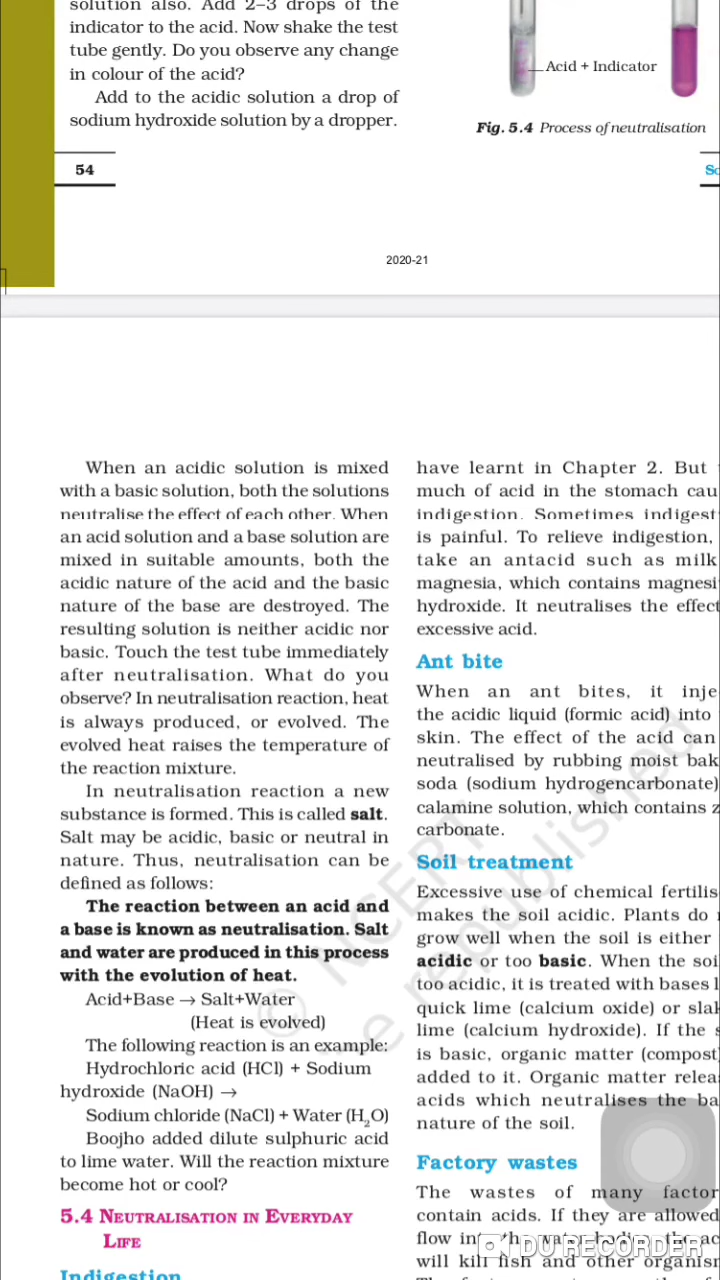 solution also. Add 2–3 drops of the
indicator to the acid. Now shake the test
tube gently. Do you observe any change
in colour of the acid?
Add to the acidic solution a drop of
sodium hydroxide solution by a dropper.
Acid + Indicator
Fig. 5.4 Process of neutralisation
54
2020-21
When an acidic solution is mixed
with a basic solution, both the solutions
neutralise the effect of each other. When
an acid solution and a base solution are
mixed in suitable amounts, both the
acidic nature of the acid and the basic
nature of the base are destroyed. The
resulting solution is neither acidic nor
basic. Touch the test tube immediately
after neutralisation. What do you
observe? In neutralisation reaction, heat
is always produced, or evolved. The
evolved heat raises the temperature of
the reaction mixture.
In neutralisation reaction a new
substance is formed. This is called salt.
Salt may be acidic, basic or neutral in
nature. Thus, neutralisation can be
defined as follows:
The reaction between an acid and
a base is known as neutralisation. Salt
and water are produced in this process
with the evolution of heat.
Acid+Base → Salt+Water
(Heat is evolved)
The following reaction is an example:
Hydrochloric acid (HCl) + Sodium
hydroxide (NaOH) →
Sodium chloride (NaCl) + Water (H₂O)
Boojho added dilute sulphuric acid
to lime water. Will the reaction mixture
become hot or cool?
5.4 NEUTRALISATION IN EVERYDAY
LIFE
Indigestion
have learnt in Chapter 2. But
much of acid in the stomach cau
indigestion. Sometimes indigest
is painful. To relieve indigestion,
take an antacid such as milk
magnesia, which contains magnesi
hydroxide. It neutralises the effect
excessive acid.
Ant bite
When an ant bites, it inje
the acidic liquid (formic acid) into
skin. The effect of the acid can
neutralised by rubbing moist bak
soda (sodium hydrogencarbonate)
calamine solution, which contains z
carbonate.
Soil treatment
Excessive use of chemical fertilis
makes the soil acidic. Plants do
grow well when the soil is either
acidic or too basic. When the soi
too acidic, it is treated with bases l
quick lime (calcium oxide) or slak
lime (calcium hydroxide). If the s
is basic, organic matter (compost)
added to it. Organic matter relea
acids which neutralises the ba
nature of the soil.
Factory wastes
The wastes of many factor
contain acids. If they are allowed
flow in the water bodies, the ac
will kill fish and other organisr
© NCERT
be republished
DU RECORDER